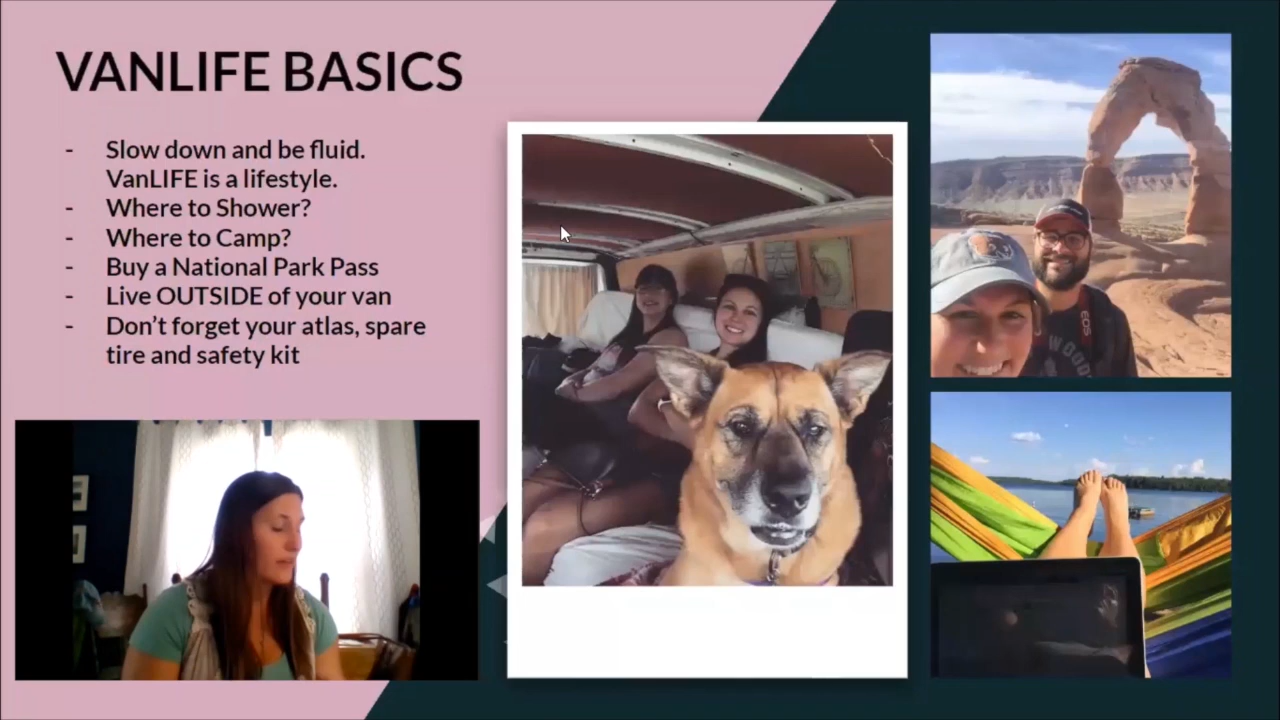 VANLIFE BASICS
- Slow down and be fluid.
VanLIFE is a lifestyle.
- Where to Shower?
- Where to Camp?
- Buy a National Park Pass
- Live OUTSIDE of your van
- Don't forget your atlas, spare
tire and safety kit
EOS